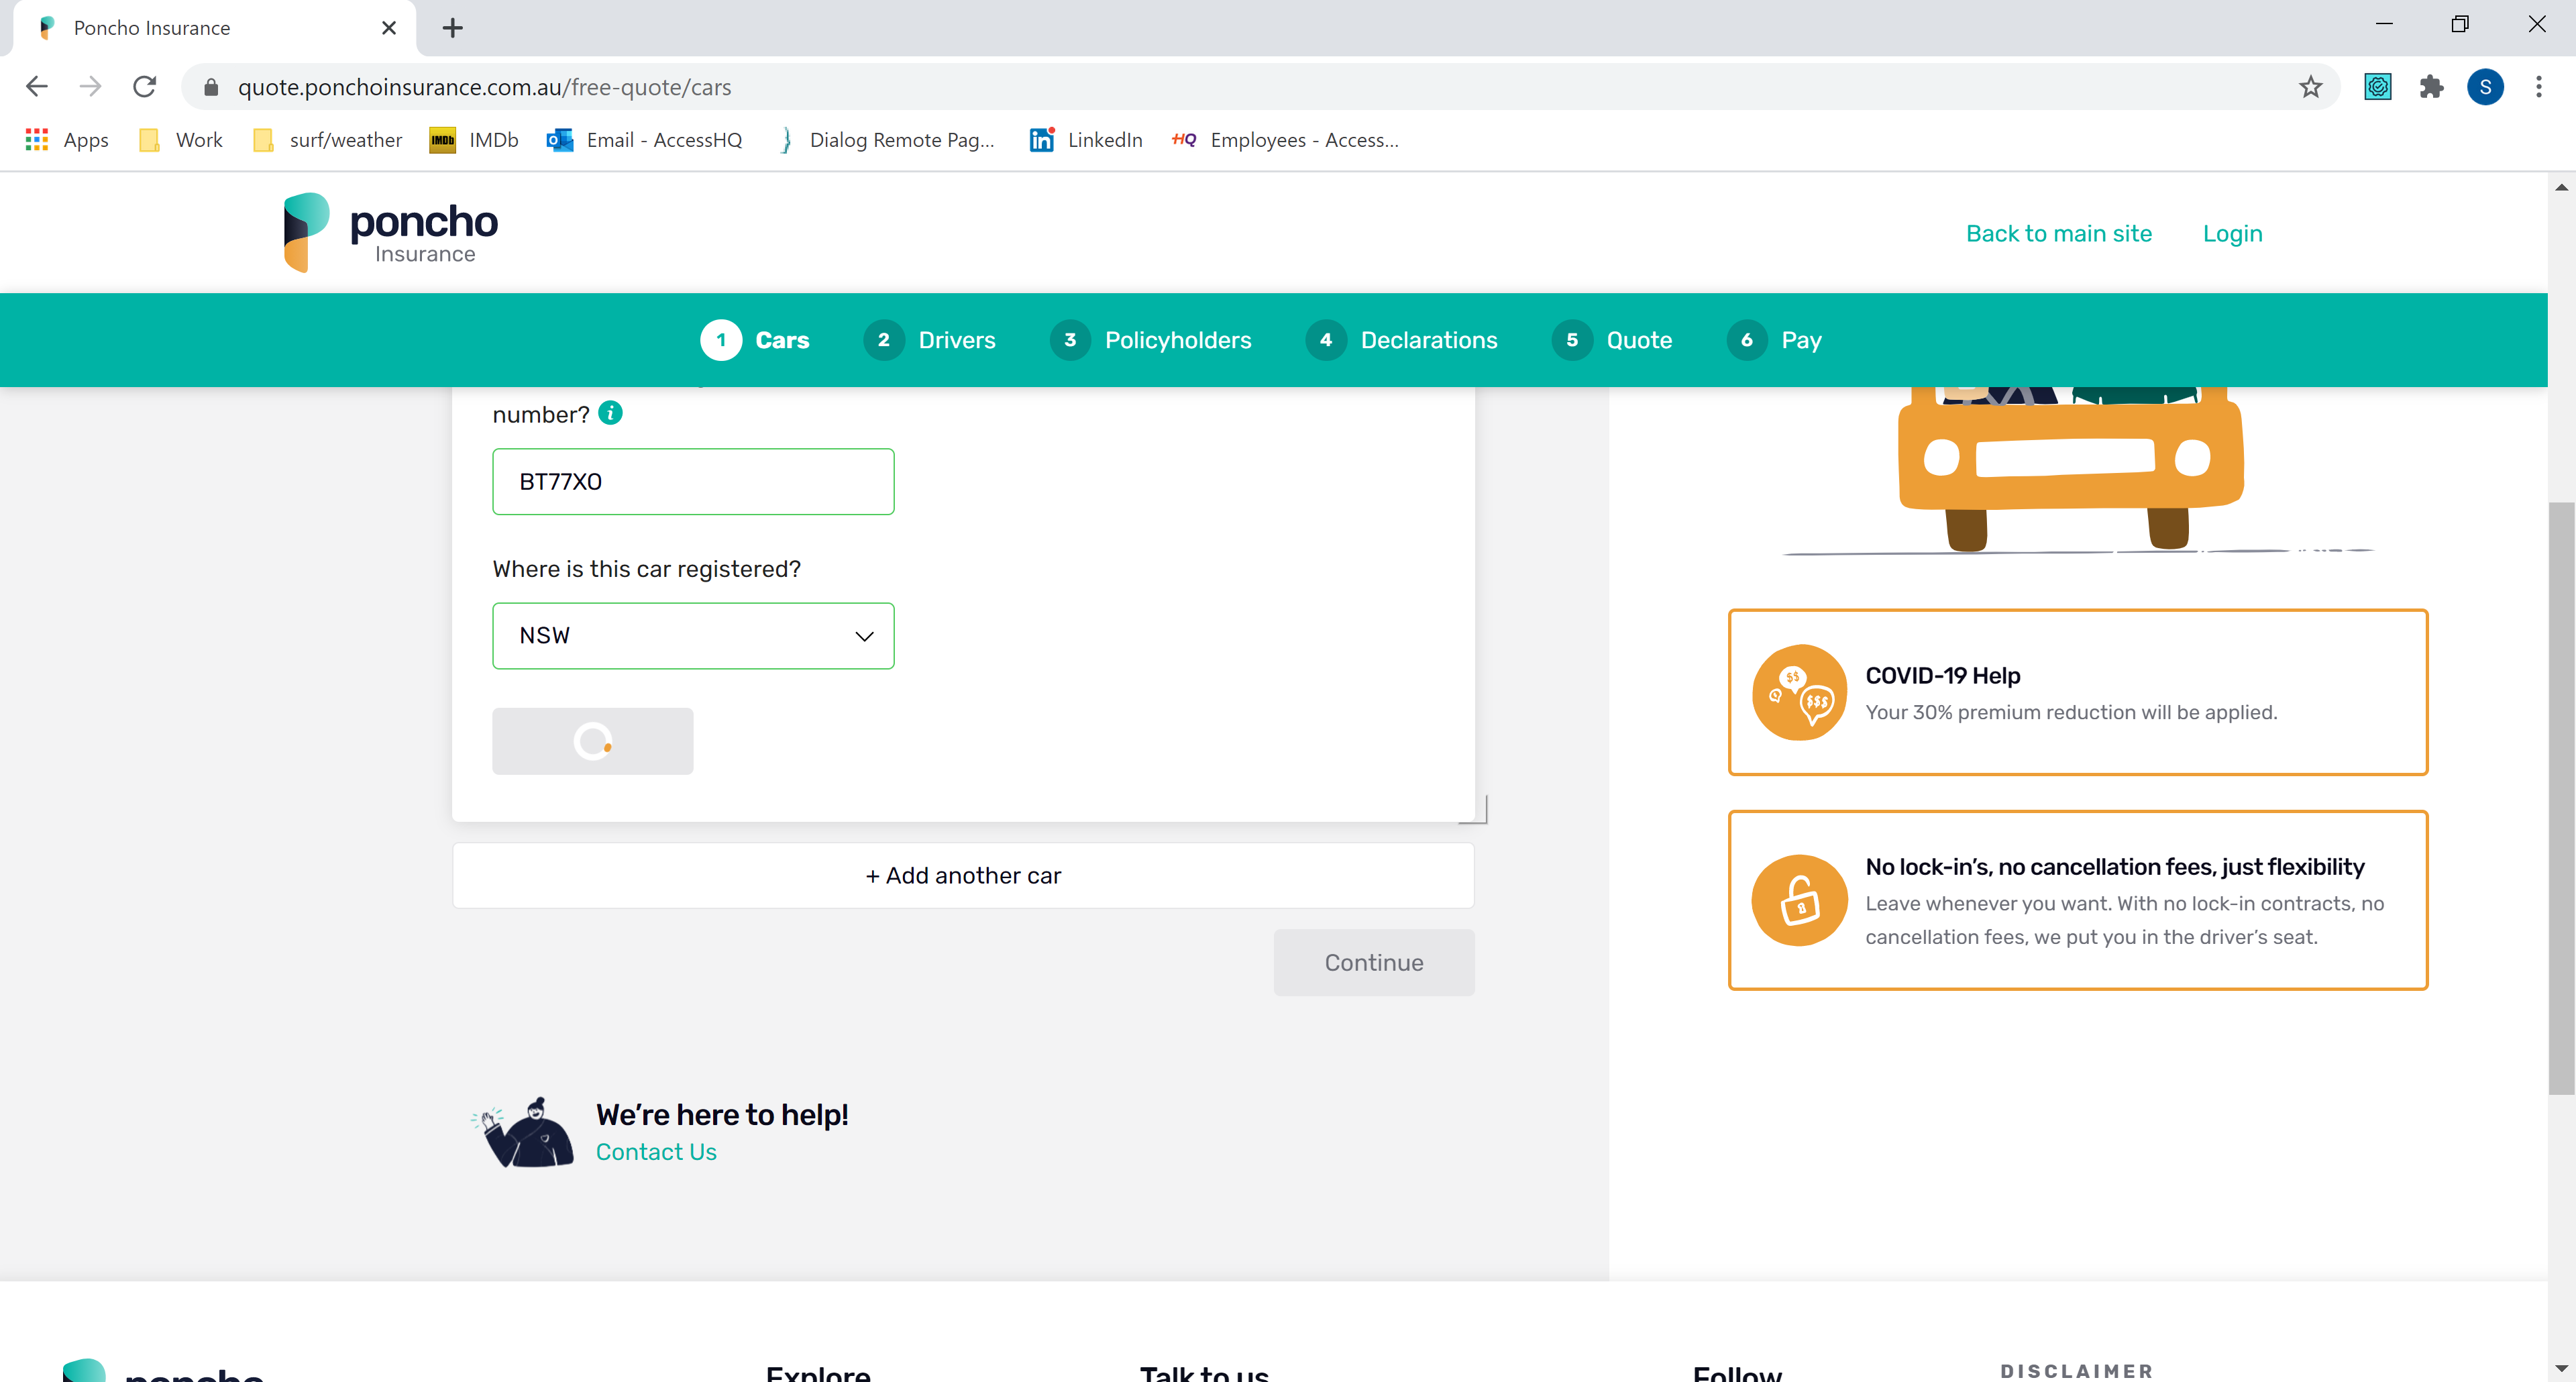 Poncho Insurance
quote.ponchoinsurance.com.au/free-quote/cars
S
Apps
Work
surf/weather
IMDb IMDb
Email - AccessHQ
Dialog Remote Pag...
in LinkedIn
HQ Employees - Access...
poncho
Insurance
Back to main site
Login
1 Cars
2 Drivers
3 Policyholders
4 Declarations
5 Quote
6 Pay
number? i
BT77XO
Where is this car registered?
NSW
+ Add another car
Continue
We're here to help!
Contact Us
$$
$$$
COVID-19 Help
Your 30% premium reduction will be applied.
No lock-in's, no cancellation fees, just flexibility
Leave whenever you want. With no lock-in contracts, no
cancellation fees, we put you in the driver's seat.
poncho
Explore
Talk to us
Follow
DISCLAIMER